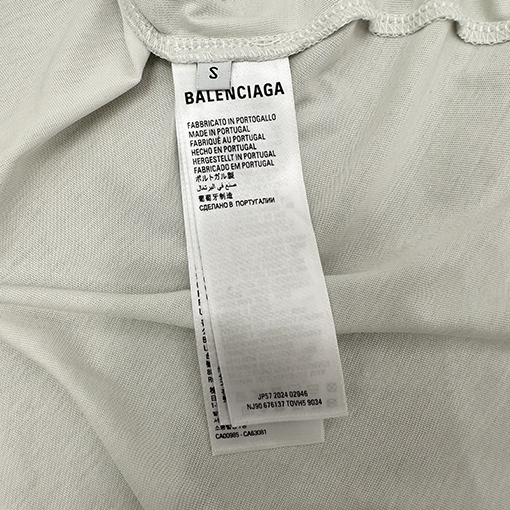 S
BALENCIAGA
FABBRICATO IN PORTOGALLO
MADE IN PORTUGAL
FABRIQUÉ AU PORTUGAL
HECHO EN PORTUGAL
HERGESTELLT IN PORTUGAL
FABRICADO EM PORTUGAL
ポルトガル製
صنع في البرتغال
葡萄牙制造
СДЕЛАНО В ПОРТУГАЛИИ
JP57 2024 02946
NJ90 676137 TOVH5 9034
CA00985 - CA63081